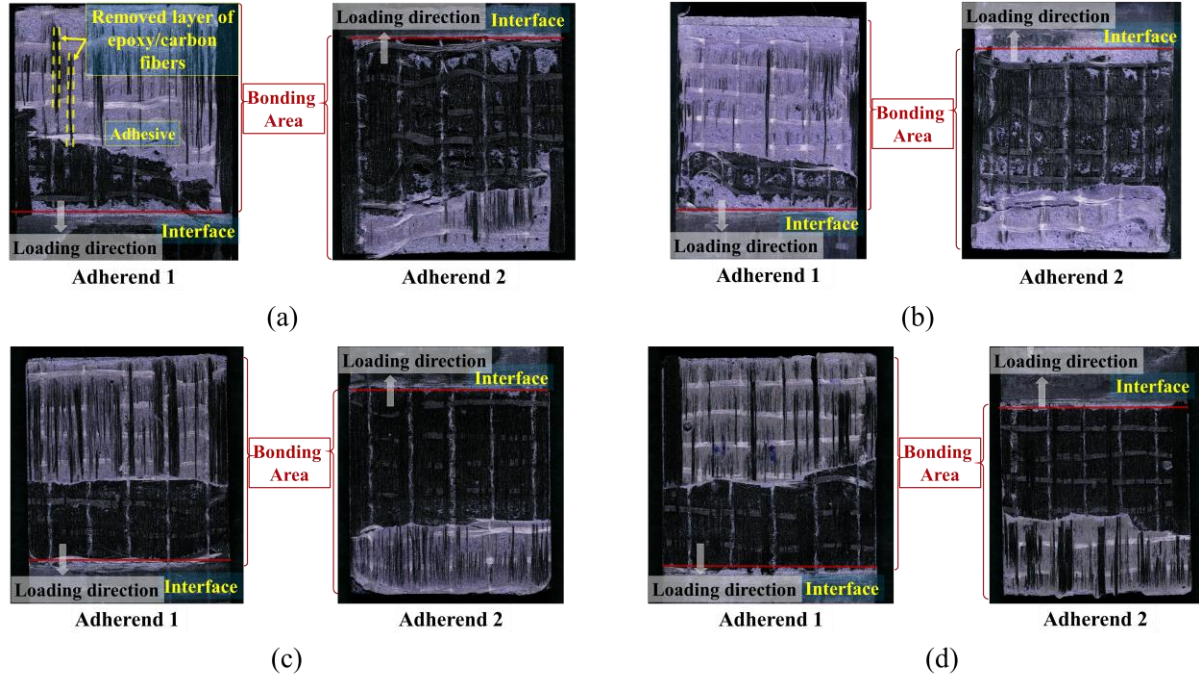 Removed layer of
epoxy/carbon
fibers
Adhesive
Loading direction
Interface
Adherend 1
Bonding
Area
Loading direction
Interface
Adherend 2
(a)
Interface
Loading direction
Adherend 1
Bonding
Area
Loading direction
Interface
Adherend 2
(b)
Interface
Loading direction
Adherend 1
Bonding
Area
Loading direction
Interface
Adherend 2
(c)
Interface
Loading direction
Adherend 1
Bonding
Area
Loading direction
Interface
Adherend 2
(d)